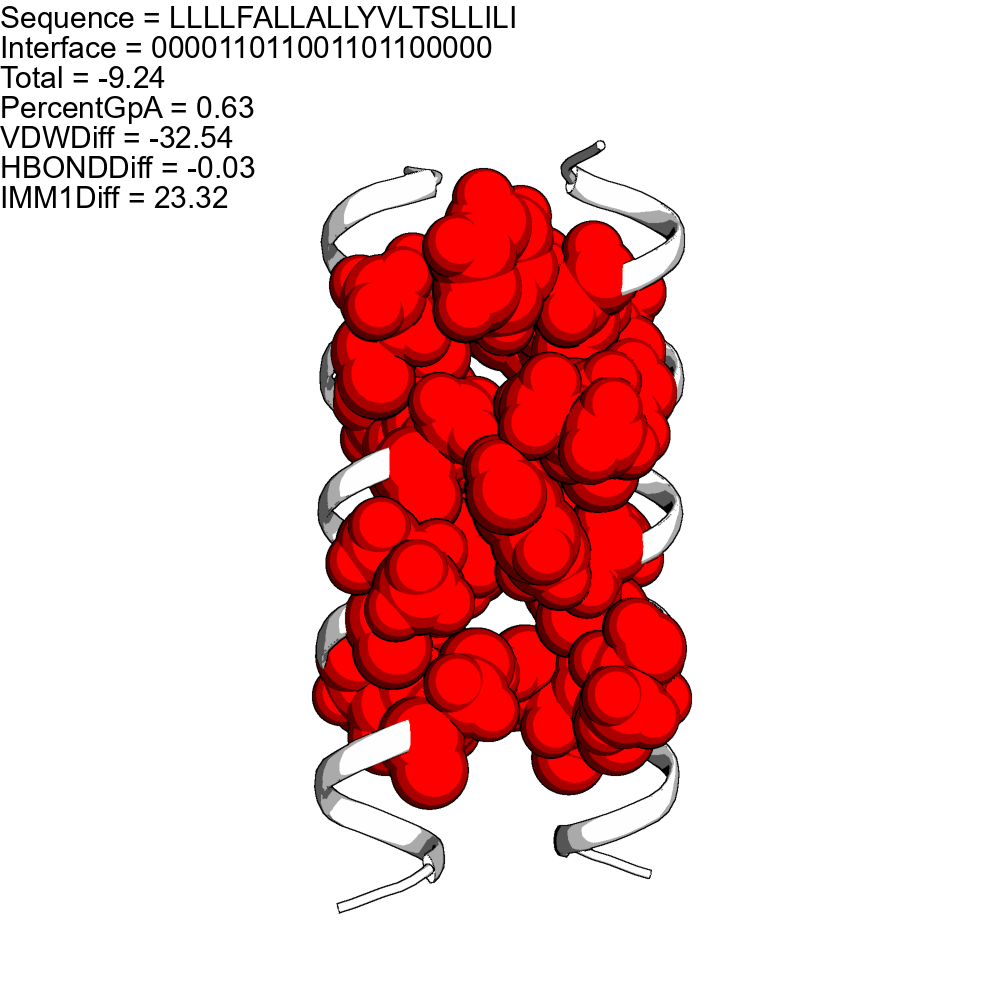 Sequence = LLLLFALLALLYVLTSLLILI
Interface = 000011011001101100000
Total = -9.24
PercentGpA = 0.63
VDWDiff = -32.54
HBONDDiff = -0.03
IMM1Diff = 23.32